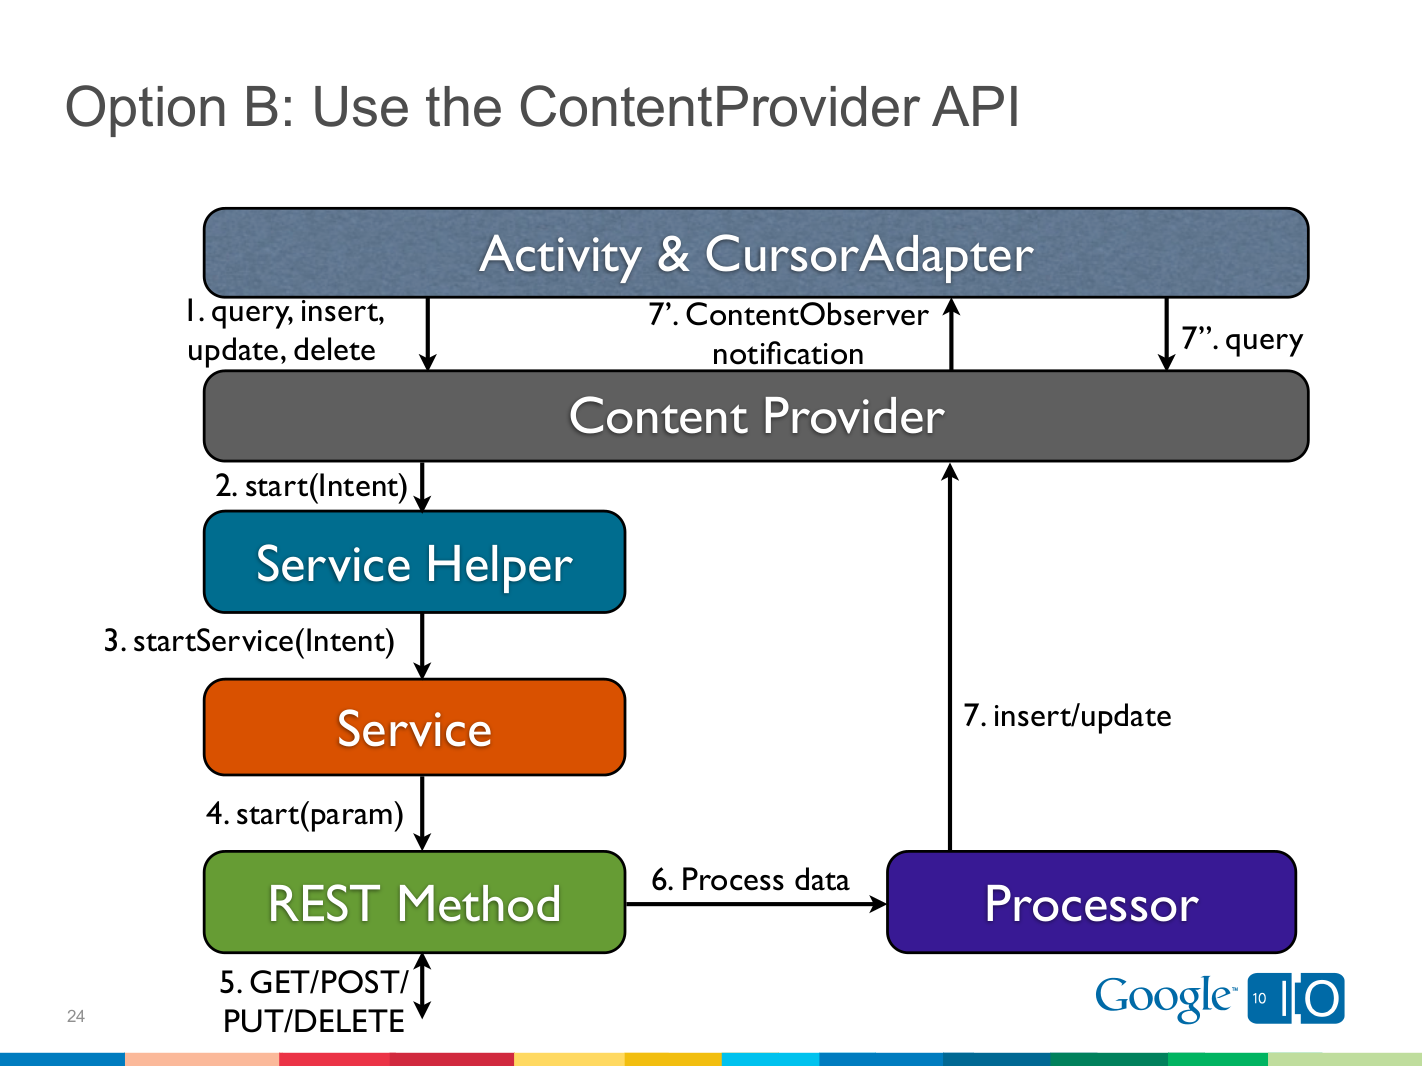 Option B: Use the ContentProvider API
Activity & CursorAdapter
1. query, insert,
update, delete
7’. ContentObserver
notification
7”. query
Content Provider
2. start(Intent)
Service Helper
3. startService(Intent)
Service
7. insert/update
4. start(param)
REST Method
6. Process data
Processor
5. GET/POST/
PUT/DELETE
Google™ 10 IO
24